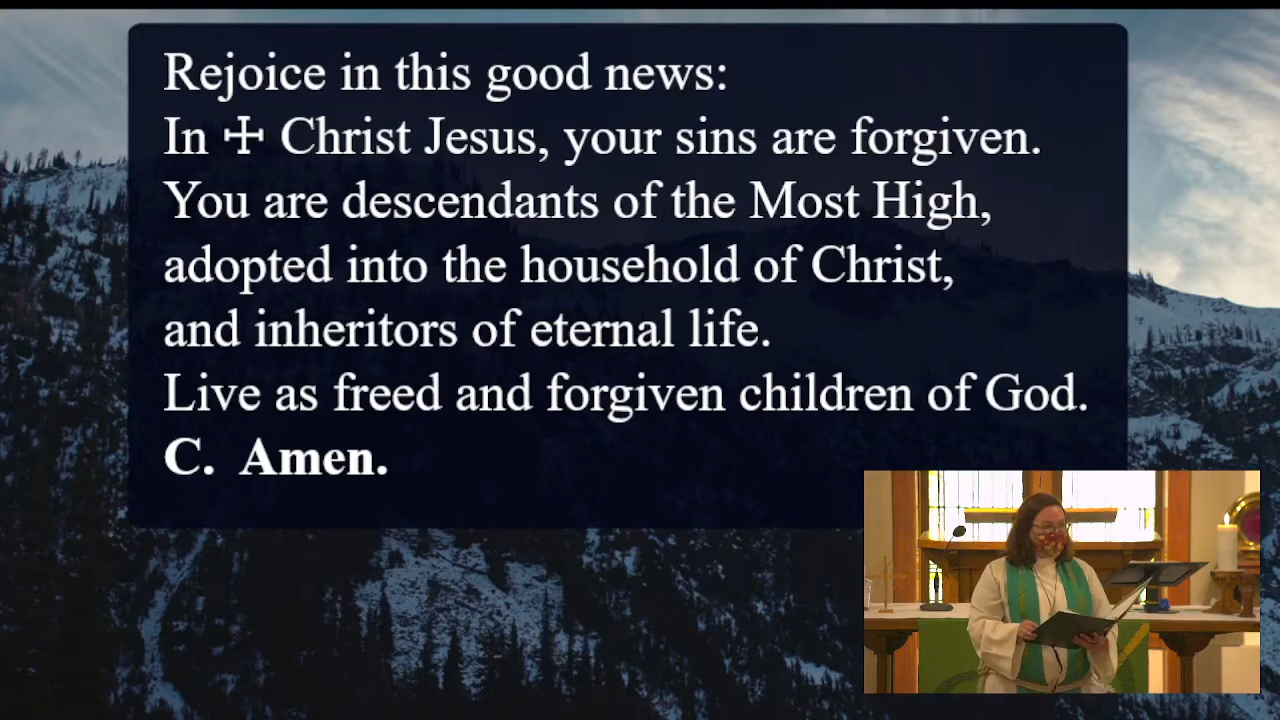 Rejoice in this good news:
In ☩ Christ Jesus, your sins are forgiven.
You are descendants of the Most High,
adopted into the household of Christ,
and inheritors of eternal life.
Live as freed and forgiven children of God.
C. Amen.